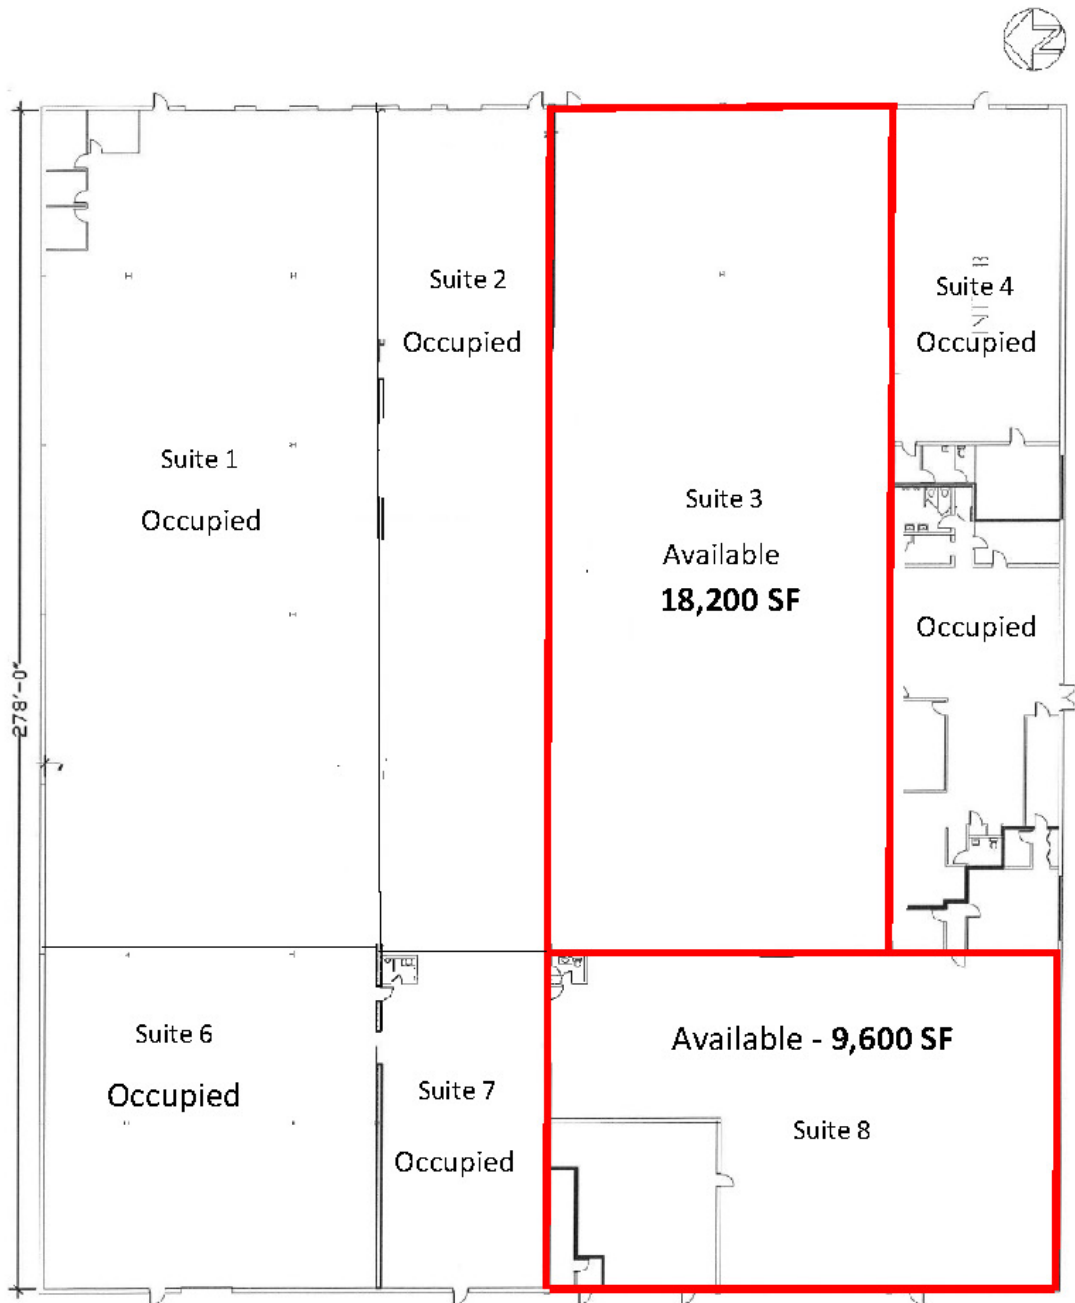 N
Suite 2
Occupied
Suite 4
Occupied
Suite 1
Occupied
Suite 3
Available
18,200 SF
Occupied
278'-0"
Suite 6
Occupied
Suite 7
Occupied
Available - 9,600 SF
Suite 8